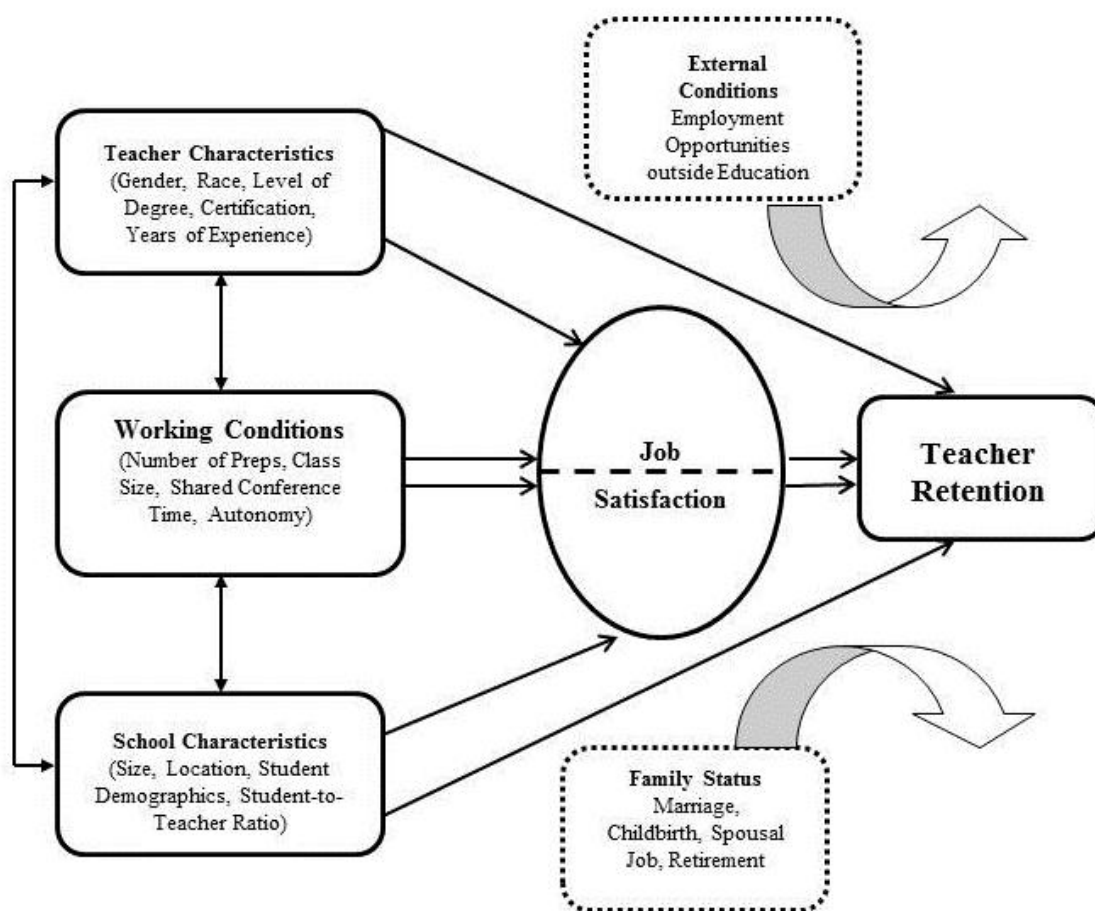 External
Conditions
Employment
Opportunities
outside Education
Teacher Characteristics
(Gender, Race, Level of
Degree, Certification,
Years of Experience)
Working Conditions
(Number of Preps, Class
Size, Shared Conference
Time, Autonomy)
Job
Satisfaction
Teacher
Retention
School Characteristics
(Size, Location, Student
Demographics, Student-to-
Teacher Ratio)
Family Status
Marriage,
Childbirth, Spousal
Job, Retirement